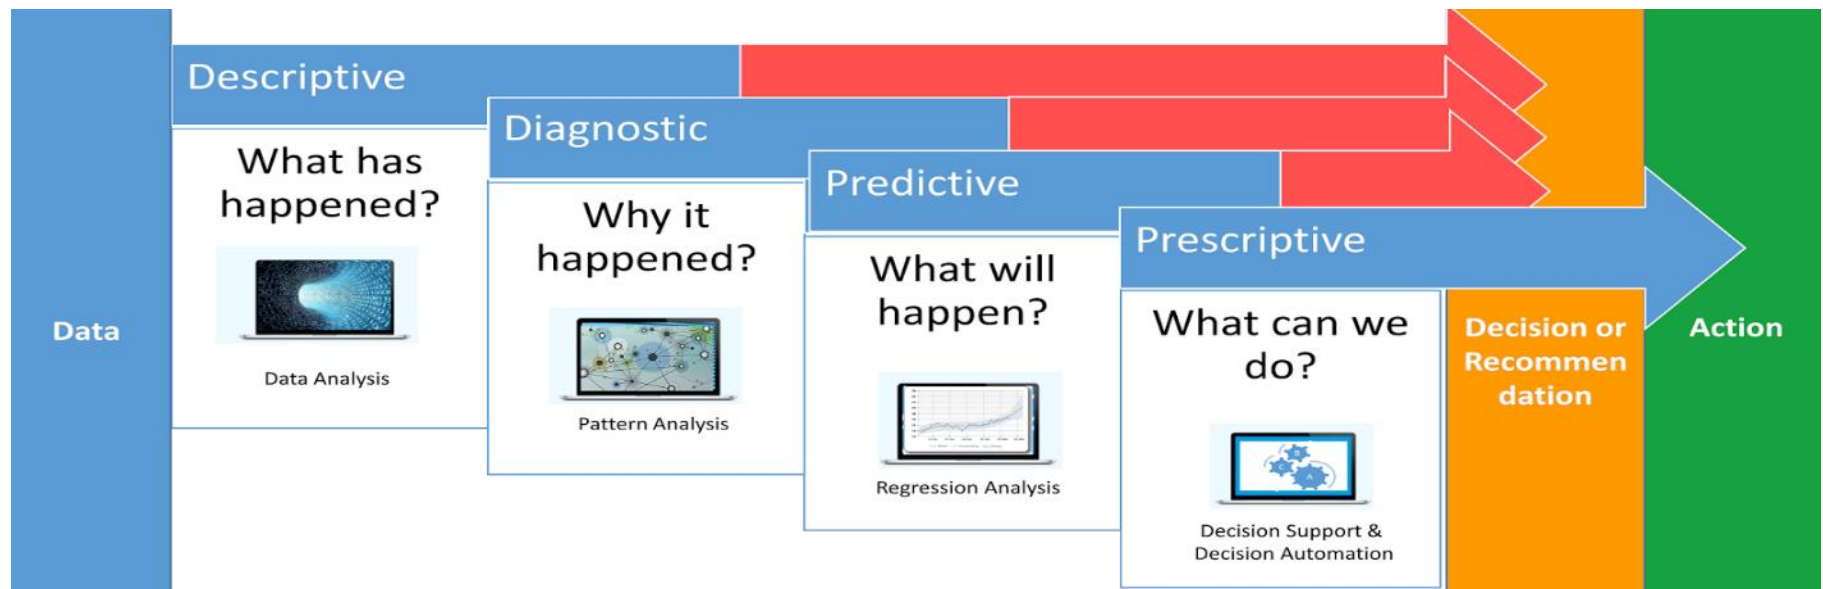 Data
Descriptive
What has
happened?
Data Analysis
Diagnostic
Why it
happened?
Pattern Analysis
Predictive
What will
happen?
Regression Analysis
Prescriptive
What can we
do?
B
C
A
Decision Support &
Decision Automation
Decision or
Recommen
dation
Action